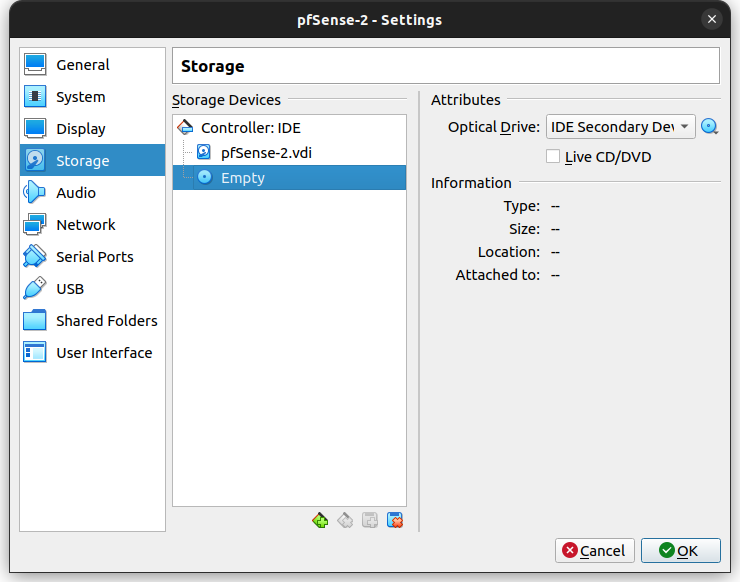 pfSense-2 - Settings
General
System
Display
Storage
Audio
Network
Serial Ports
USB
Shared Folders
User Interface
Storage
Storage Devices
Controller: IDE
pfSense-2.vdi
Empty
Attributes
Optical Drive: IDE Secondary Dev
Live CD/DVD
Information
Type: --
Size: --
Location: --
Attached to: --
Cancel
OK